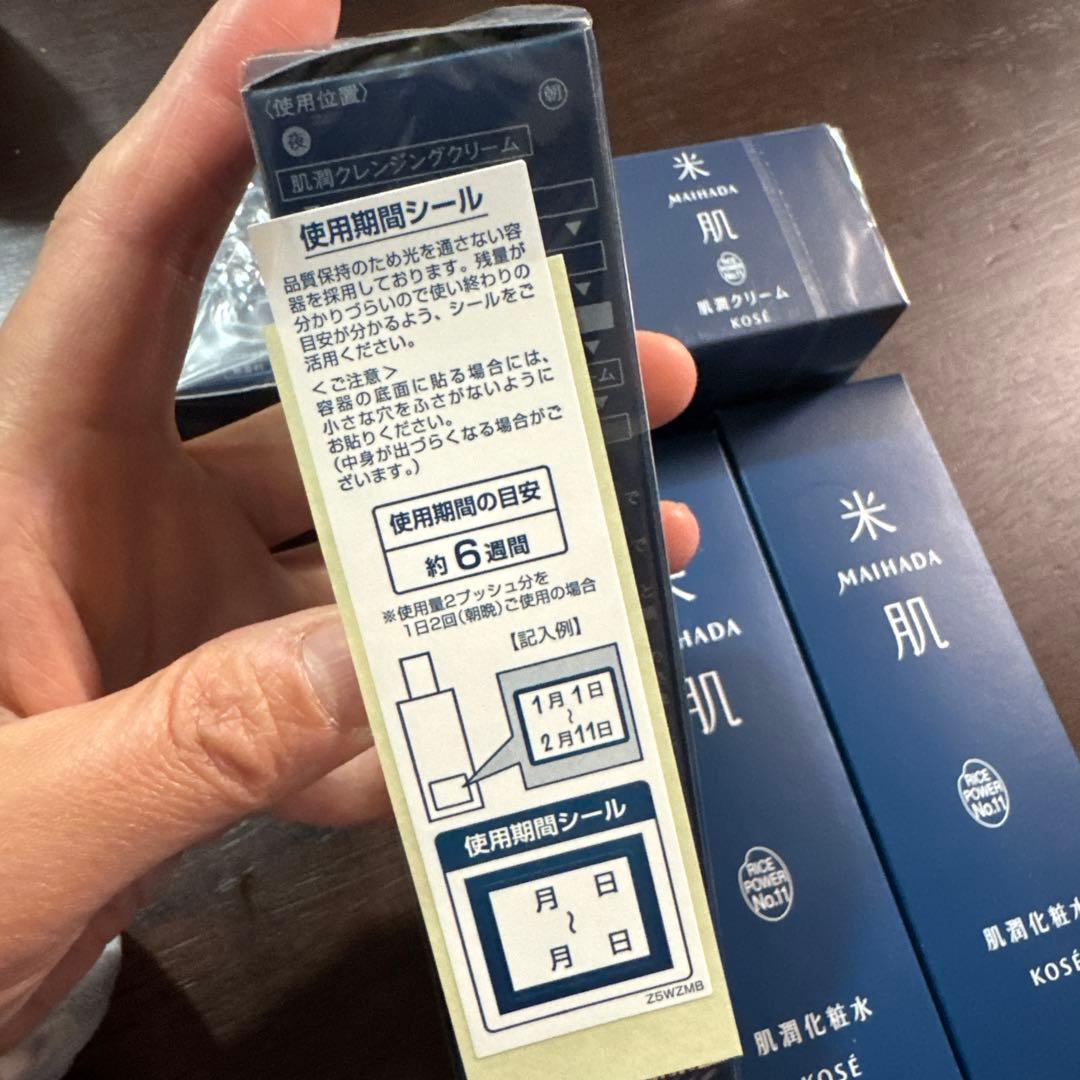 〈使用位置〉
夜
朝
肌潤クレンジングクリーム
使用期間シール
品質保持のため光を通さない容
器を採用しております。残量が
分かりづらいので使い終わりの
目安が分かるよう、シールをご
活用ください。
＜ご注意＞
容器の底面に貼る場合には、
小さな穴をふさがないように
お貼りください。
（中身が出づらくなる場合がご
ざいます。）
使用期間の目安
約6週間
※使用量2プッシュ分を
1日2回（朝晩）ご使用の場合
【記入例】
1月1日
〜
2月11日
使用期間シール
月 日
〜
月 日
Z5WZMB
米
MAIHADA
肌
RICE
POWER
No.11
肌潤クリーム
KOSÉ
HADA
肌
RICE
POWER
No.11
肌潤化粧水
KOSÉ
米
MAIHADA
肌
RICE
POWER
No.11
肌潤化粧水
KOSÉ